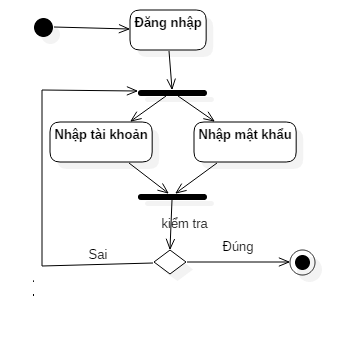 Đăng nhập
Nhập tài khoản
Nhập mật khẩu
kiểm tra
Sai
Đúng